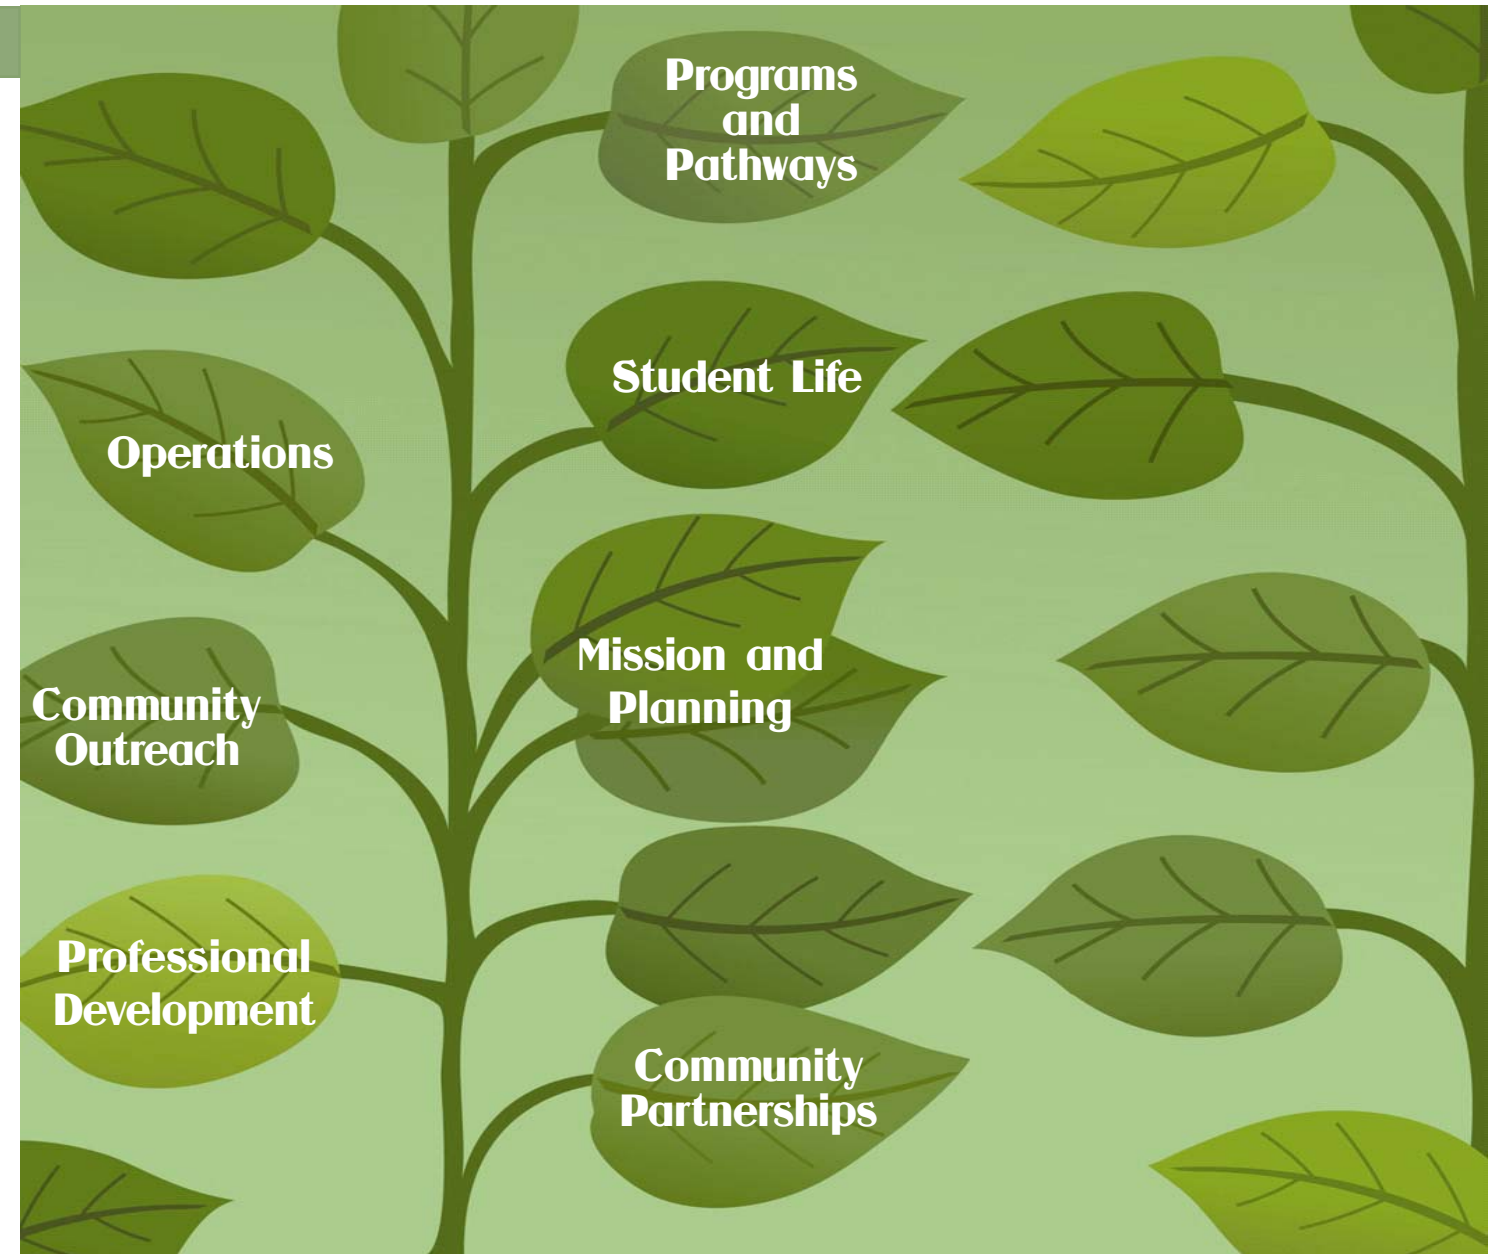 Programs
and
Pathways
Student Life
Operations
Mission and
Planning
Community
Outreach
Professional
Development
Community
Partnerships